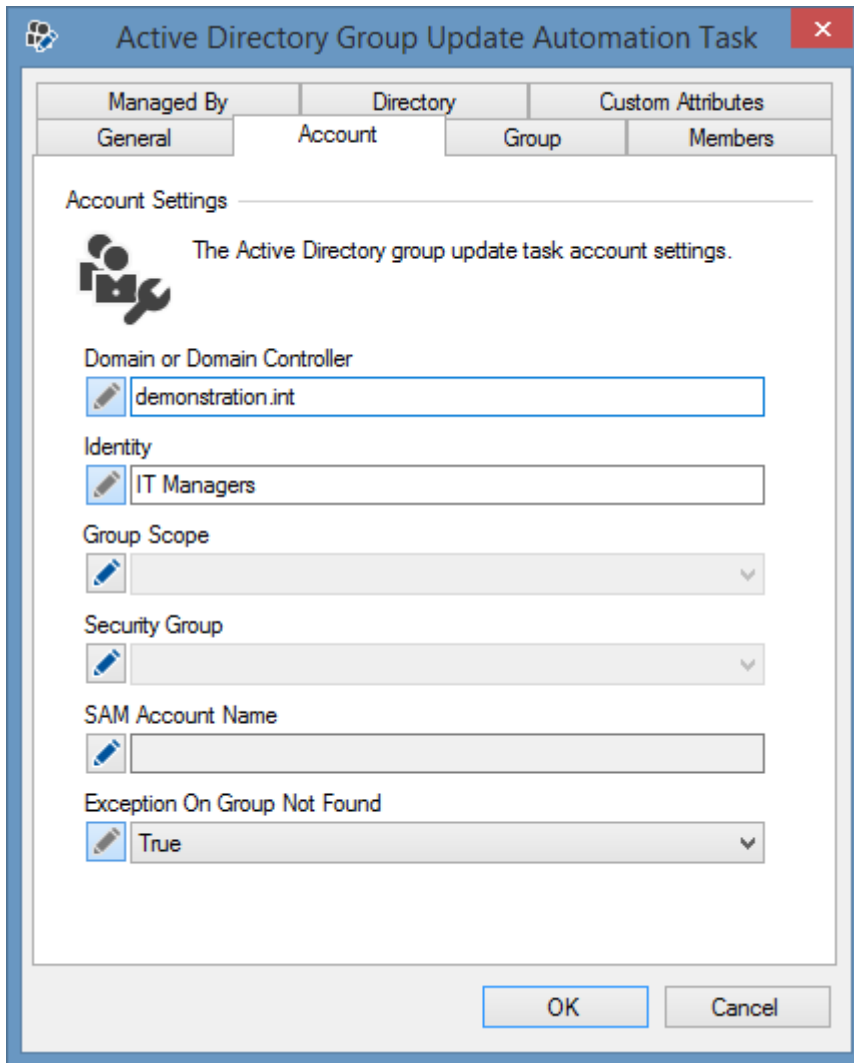 Active Directory Group Update Automation Task
Managed By
Directory
Custom Attributes
General
Account
Group
Members
Account Settings
The Active Directory group update task account settings.
Domain or Domain Controller
demonstration.int
Identity
IT Managers
Group Scope
Security Group
SAM Account Name
Exception On Group Not Found
True
OK
Cancel